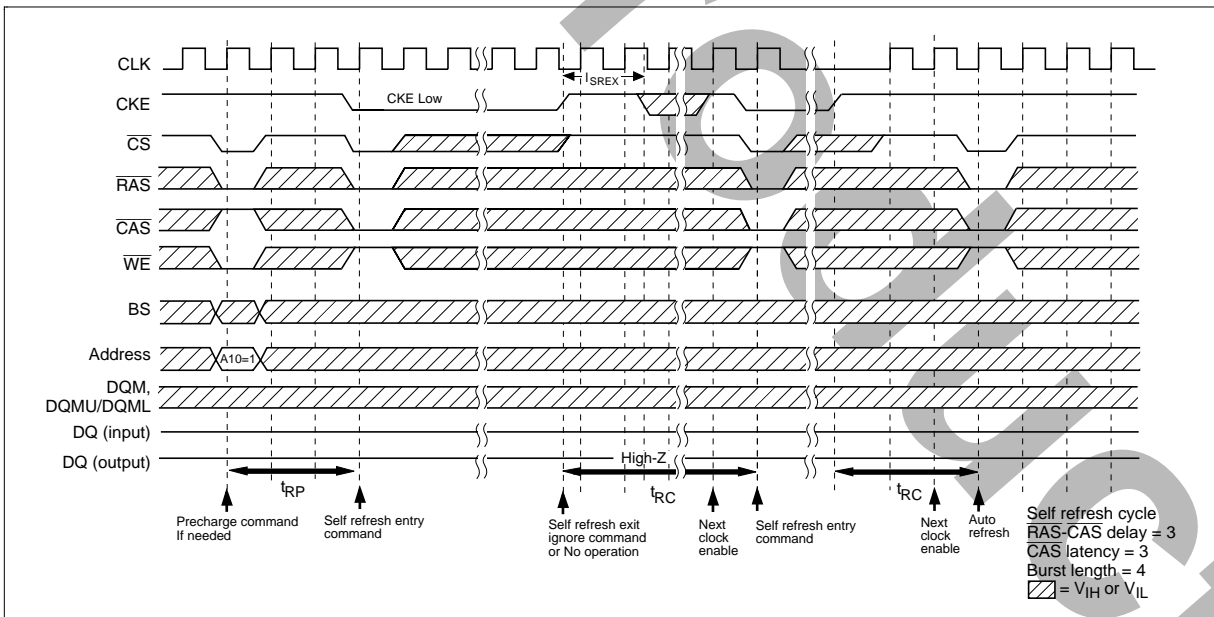 CLK
l SREX
CKE
CKE Low
CS
RAS
CAS
WE
BS
Address
A10=1
DQM,
DQMU/DQML
DQ (input)
DQ (output)
High-Z
tRP
tRC
tRC
Precharge command
If needed
Self refresh entry
command
Self refresh exit
ignore command
or No operation
Next
clock
enable
Self refresh entry
command
Next
clock
enable
Auto
refresh
Self refresh cycle
RAS-CAS delay = 3
CAS latency = 3
Burst length = 4
= VIH or VIL